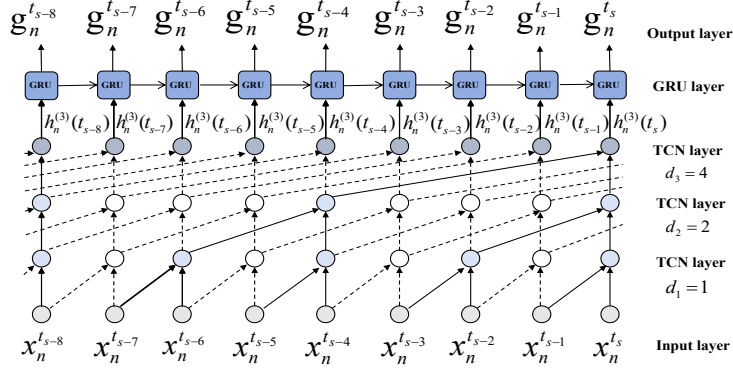 g_n^{t_{s-8}} g_n^{t_{s-7}} g_n^{t_{s-6}} g_n^{t_{s-5}} g_n^{t_{s-4}} g_n^{t_{s-3}} g_n^{t_{s-2}} g_n^{t_{s-1}} g_n^{t_s} Output layer
GRU GRU GRU GRU GRU GRU GRU GRU GRU GRU layer
h_n^{(3)}(t_{s-8}) h_n^{(3)}(t_{s-7}) h_n^{(3)}(t_{s-6}) h_n^{(3)}(t_{s-5}) h_n^{(3)}(t_{s-4}) h_n^{(3)}(t_{s-3}) h_n^{(3)}(t_{s-2}) h_n^{(3)}(t_{s-1}) h_n^{(3)}(t_s)
TCN layer
d_3 = 4
TCN layer
d_2 = 2
TCN layer
d_1 = 1
x_n^{t_{s-8}} x_n^{t_{s-7}} x_n^{t_{s-6}} x_n^{t_{s-5}} x_n^{t_{s-4}} x_n^{t_{s-3}} x_n^{t_{s-2}} x_n^{t_{s-1}} x_n^{t_s} Input layer